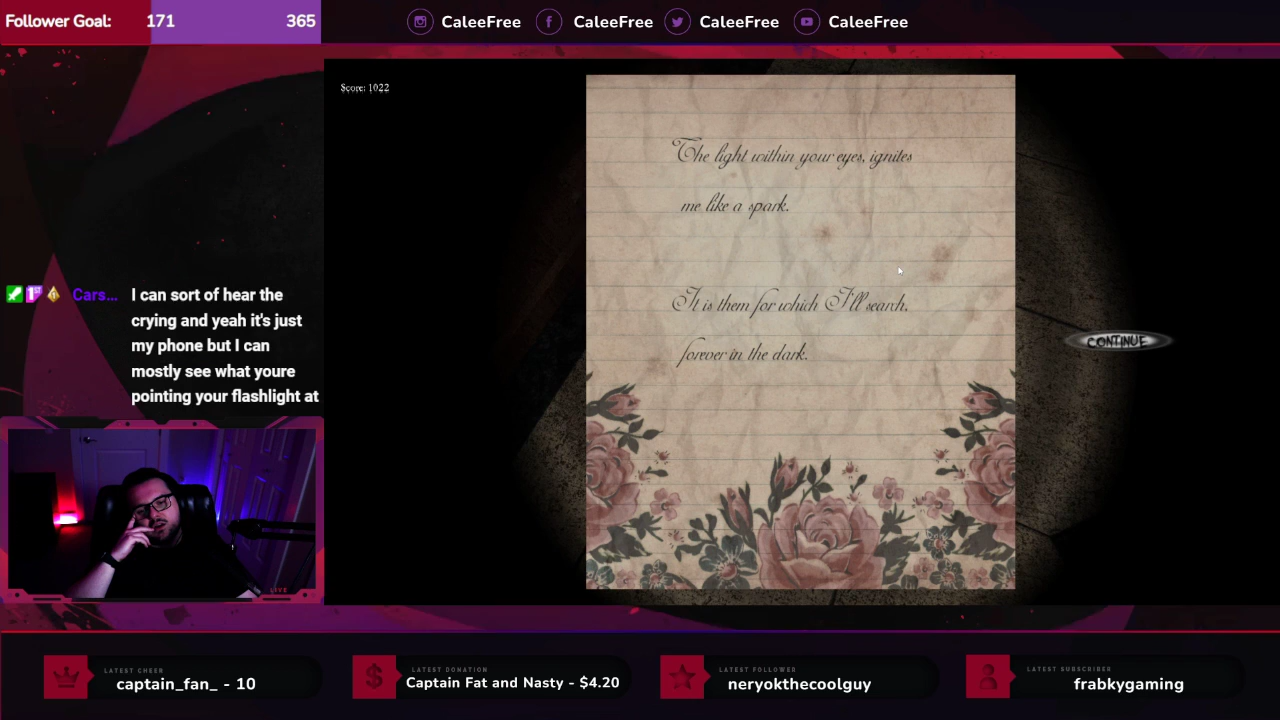 Follower Goal: 171 365
CaleeFree CaleeFree CaleeFree CaleeFree
Score: 1022
The light within your eyes, ignites
me like a spark.
It is them for which I'll search,
forever in the dark.
CONTINUE
Cars... I can sort of hear the
crying and yeah it's just
my phone but I can
mostly see what youre
pointing your flashlight at
LIVE
LATEST CHEER
captain_fan_ - 10
LATEST DONATION
Captain Fat and Nasty - $4.20
LATEST FOLLOWER
neryokthecoolguy
LATEST SUBSCRIBER
frabkygaming